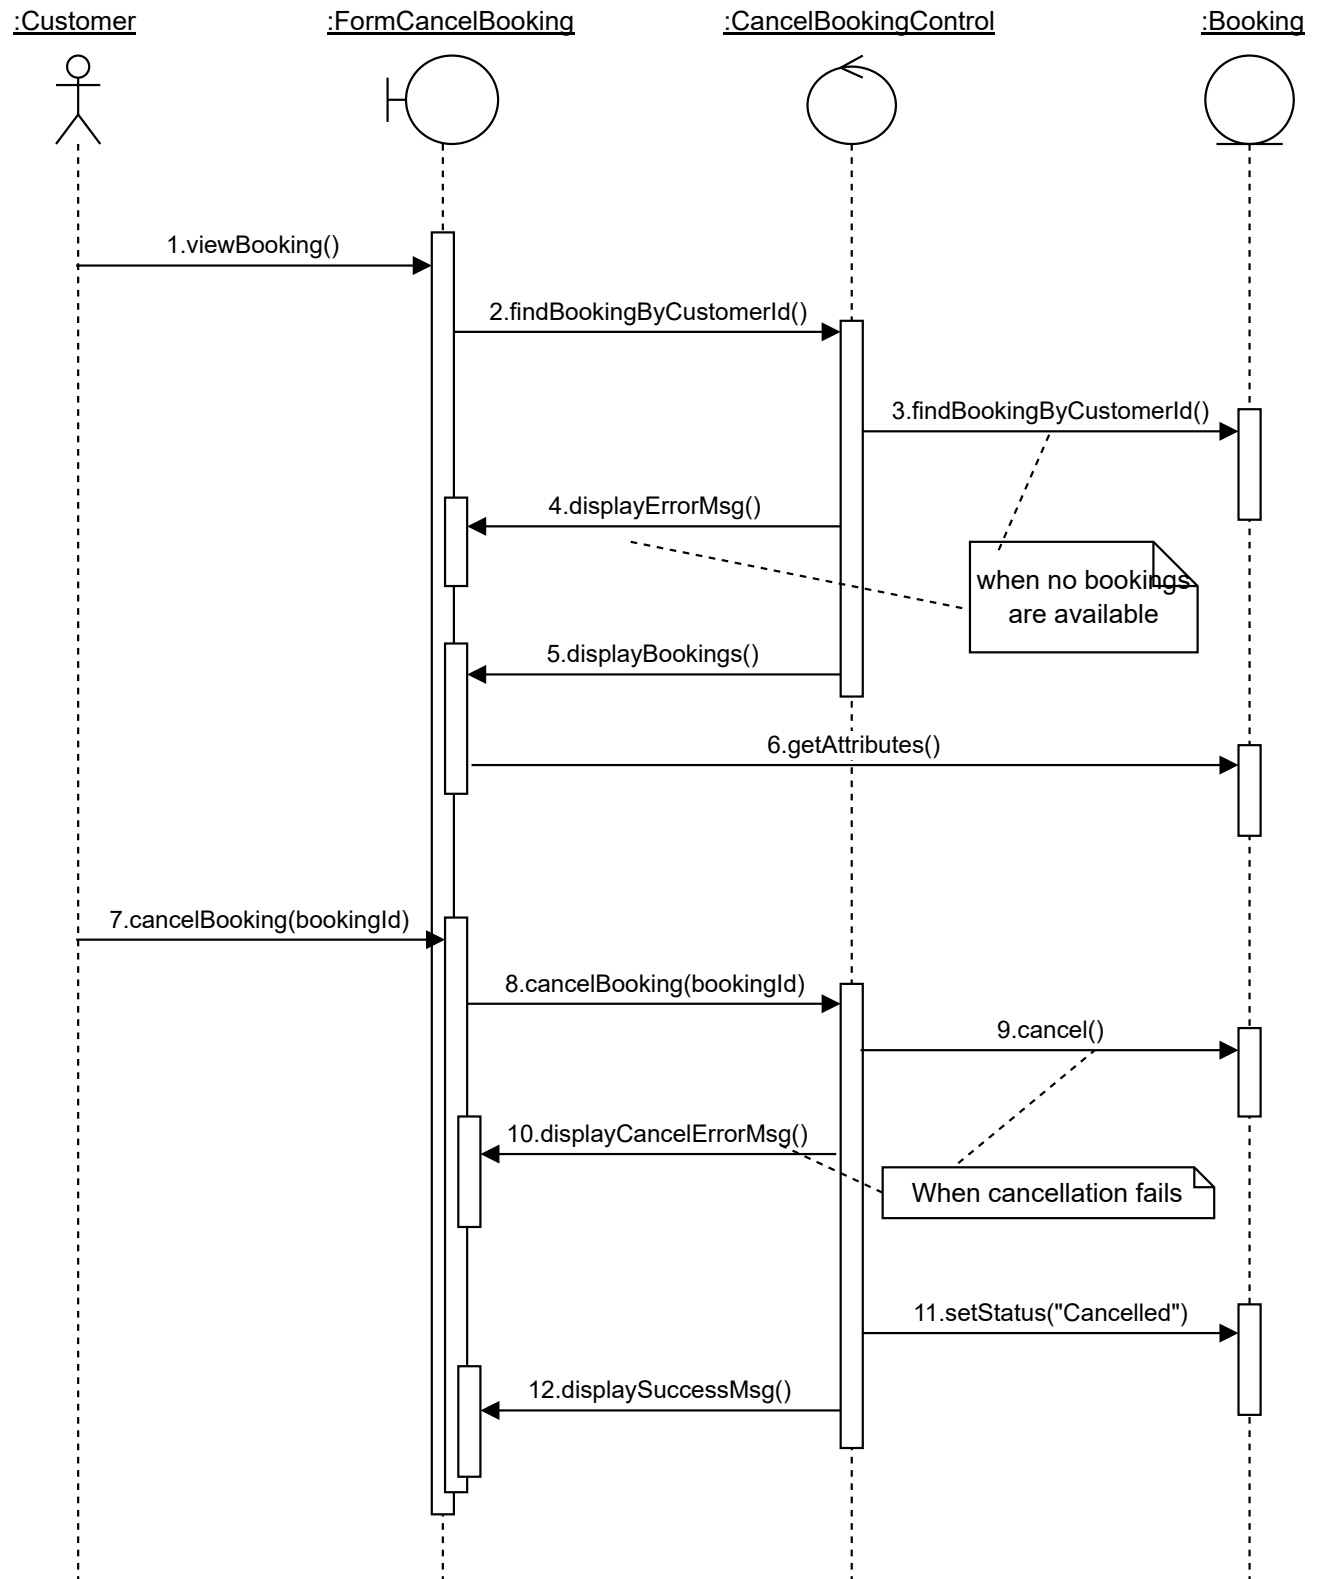 :Customer
:FormCancelBooking
:CancelBookingControl
:Booking
1.viewBooking()
2.findBookingByCustomerId()
3.findBookingByCustomerId()
4.displayErrorMsg()
when no bookings
are available
5.displayBookings()
6.getAttributes()
7.cancelBooking(bookingId)
8.cancelBooking(bookingId)
9.cancel()
10.displayCancelErrorMsg()
When cancellation fails
11.setStatus("Cancelled")
12.displaySuccessMsg()